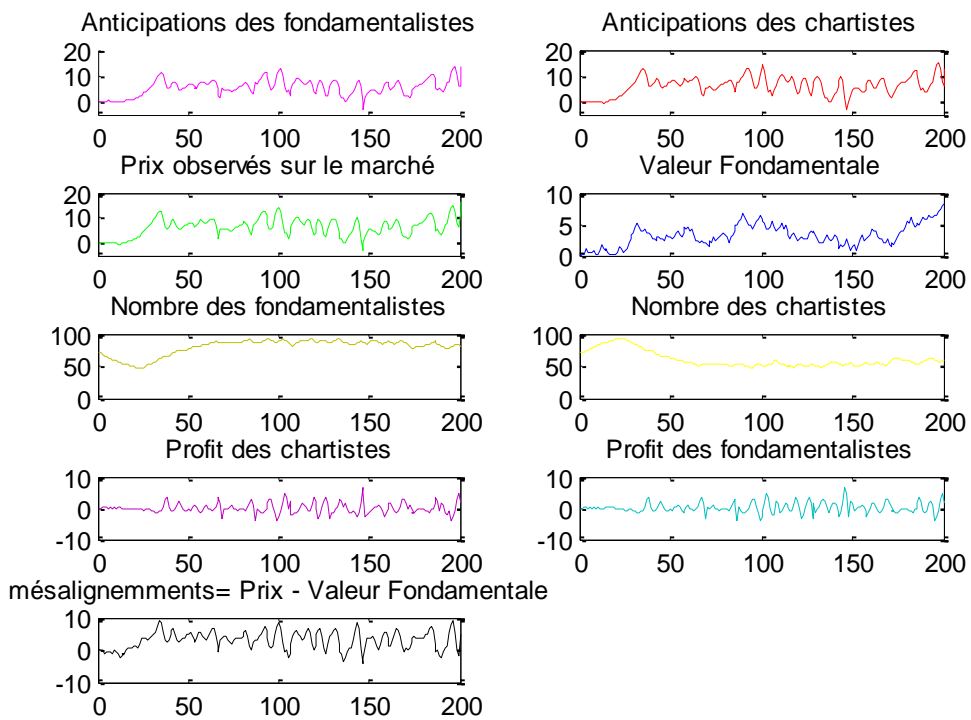 Anticipations des fondamentalistes
20
10
0
0 50 100 150 200
Anticipations des chartistes
20
10
0
0 50 100 150 200
Prix observés sur le marché
20
10
0
0 50 100 150 200
Valeur Fondamentale
10
5
0
0 50 100 150 200
Nombre des fondamentalistes
100
50
0
0 50 100 150 200
Nombre des chartistes
100
50
0
0 50 100 150 200
Profit des chartistes
10
0
-10
0 50 100 150 200
Profit des fondamentalistes
10
0
-10
0 50 100 150 200
mésalignemments= Prix - Valeur Fondamentale
10
0
-10
0 50 100 150 200